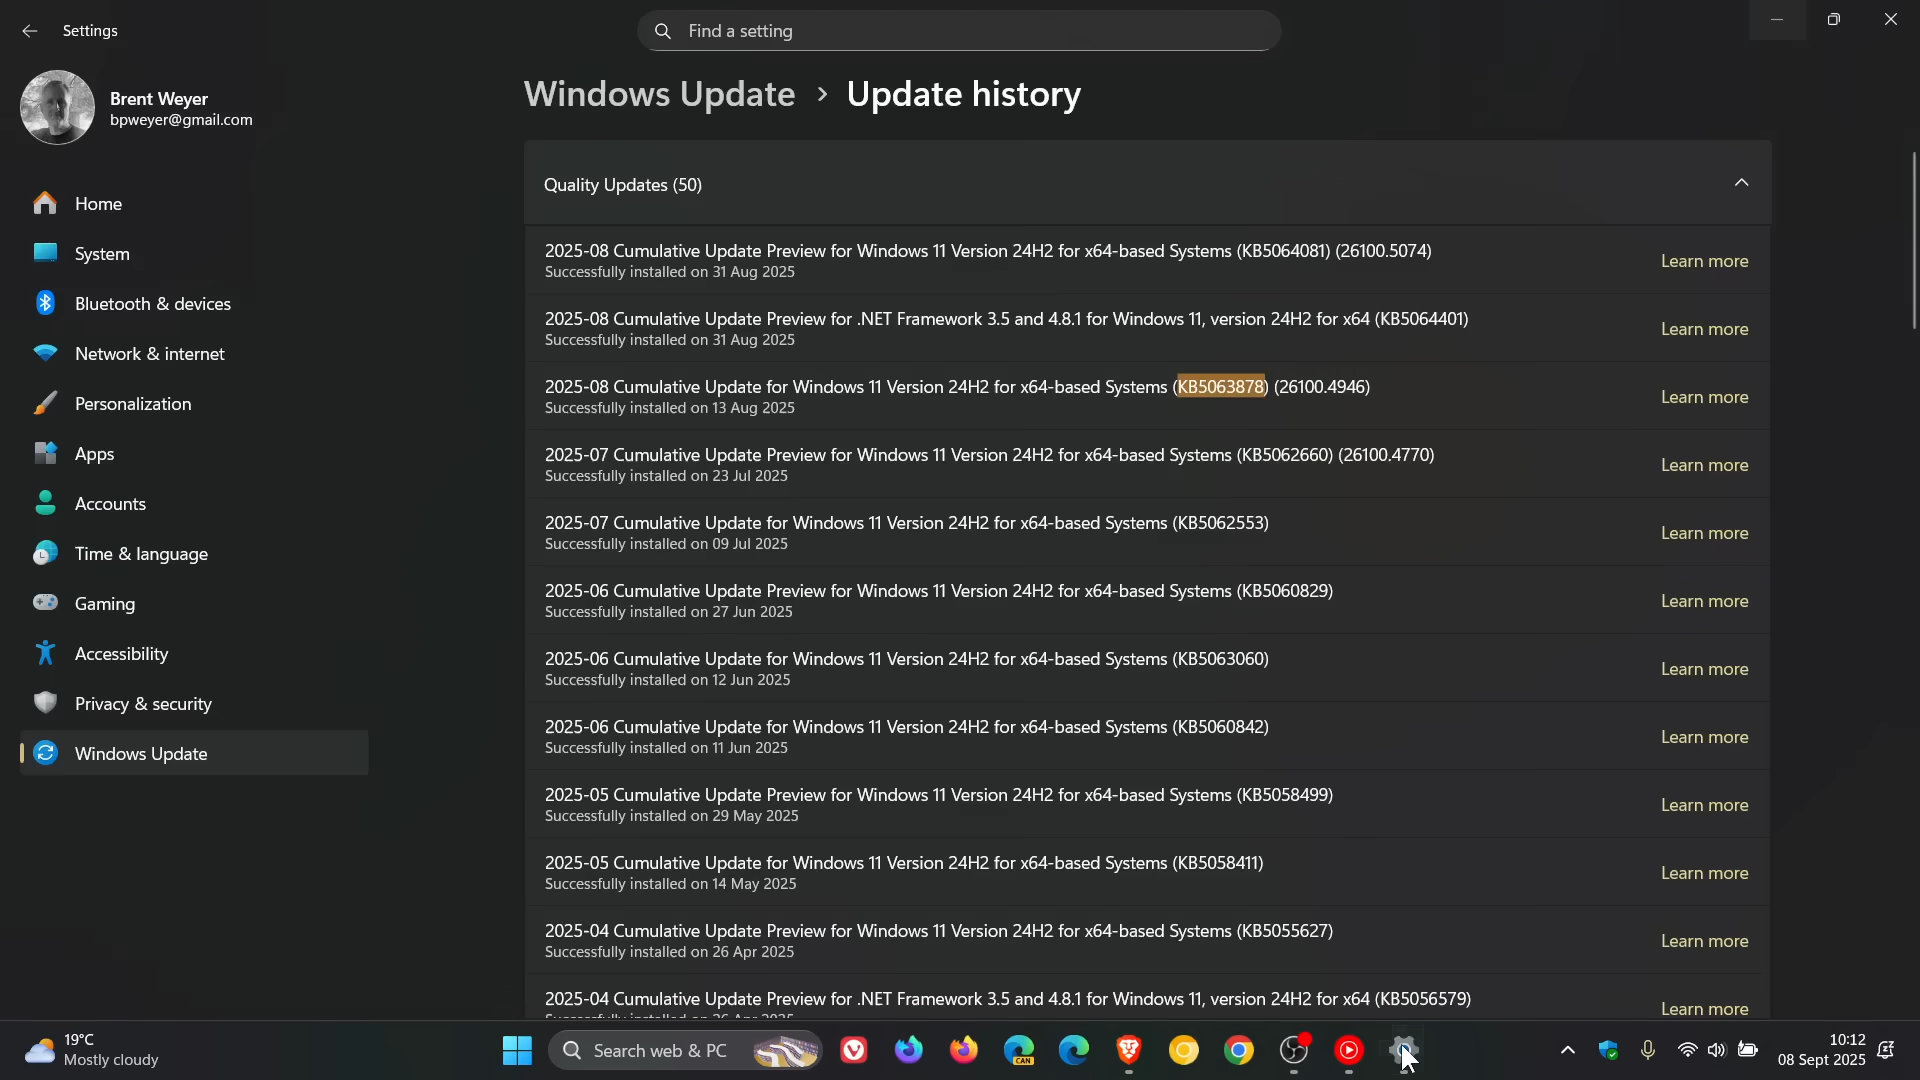 Settings
Find a setting
Brent Weyer
bpweyer@gmail.com
Home
System
Bluetooth & devices
Network & internet
Personalization
Apps
Accounts
Time & language
Gaming
Accessibility
Privacy & security
Windows Update
Windows Update > Update history
Quality Updates (50)
2025-08 Cumulative Update Preview for Windows 11 Version 24H2 for x64-based Systems (KB5064081) (26100.5074)
Successfully installed on 31 Aug 2025
Learn more
2025-08 Cumulative Update Preview for .NET Framework 3.5 and 4.8.1 for Windows 11, version 24H2 for x64 (KB5064401)
Successfully installed on 31 Aug 2025
Learn more
2025-08 Cumulative Update for Windows 11 Version 24H2 for x64-based Systems (KB5063878) (26100.4946)
Successfully installed on 13 Aug 2025
Learn more
2025-07 Cumulative Update Preview for Windows 11 Version 24H2 for x64-based Systems (KB5062660) (26100.4770)
Successfully installed on 23 Jul 2025
Learn more
2025-07 Cumulative Update for Windows 11 Version 24H2 for x64-based Systems (KB5062553)
Successfully installed on 09 Jul 2025
Learn more
2025-06 Cumulative Update Preview for Windows 11 Version 24H2 for x64-based Systems (KB5060829)
Successfully installed on 27 Jun 2025
Learn more
2025-06 Cumulative Update for Windows 11 Version 24H2 for x64-based Systems (KB5063060)
Successfully installed on 12 Jun 2025
Learn more
2025-06 Cumulative Update for Windows 11 Version 24H2 for x64-based Systems (KB5060842)
Successfully installed on 11 Jun 2025
Learn more
2025-05 Cumulative Update Preview for Windows 11 Version 24H2 for x64-based Systems (KB5058499)
Successfully installed on 29 May 2025
Learn more
2025-05 Cumulative Update for Windows 11 Version 24H2 for x64-based Systems (KB5058411)
Successfully installed on 14 May 2025
Learn more
2025-04 Cumulative Update Preview for Windows 11 Version 24H2 for x64-based Systems (KB5055627)
Successfully installed on 26 Apr 2025
Learn more
2025-04 Cumulative Update Preview for .NET Framework 3.5 and 4.8.1 for Windows 11, version 24H2 for x64 (KB5056579)
Successfully installed on 26 Apr 2025
Learn more
19°C
Mostly cloudy
Search web & PC
CAN
10:12
08 Sept 2025